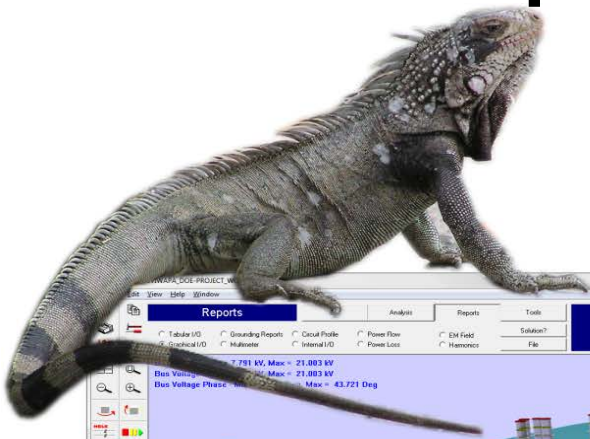 WAPA_DOE-PROJECT_W
Edit View Help Window
Reports Analysis Reports Tools
Tabular I/O Grounding Reports Circuit Profile Power Flow EM Field Solution?
Graphical I/O Multimeter Internal I/O Power Loss Harmonics File
7.791 kV, Max = 21.003 kV
Bus Voltage kV, Max = 21.003 kV
Bus Voltage Phase - Max = 43.721 Deg
HOLD